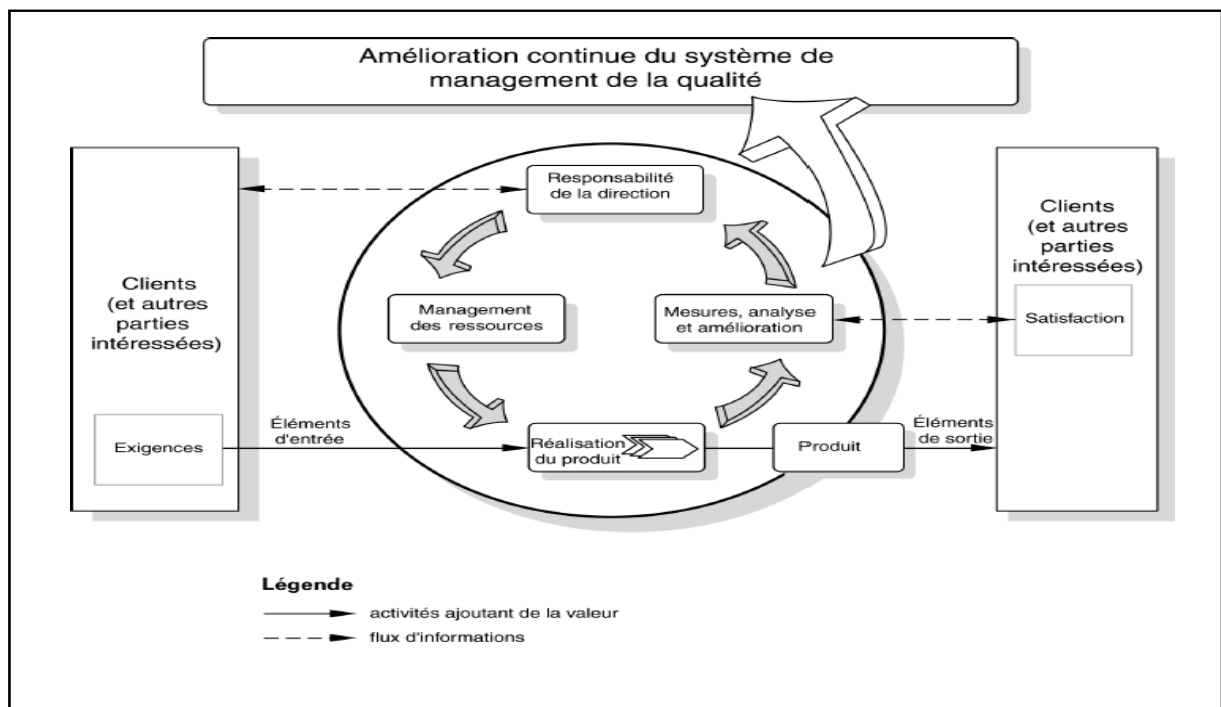 Amélioration continue du système de
management de la qualité
Responsabilité
de la direction
Clients
(et autres
parties
intéressées)
Clients
(et autres
parties
intéressées)
Management
des ressources
Mesures, analyse
et amélioration
Satisfaction
Exigences
Éléments
d'entrée
Réalisation
du produit
Produit
Éléments
de sortie
Légende
activités ajoutant de la valeur
flux d'informations